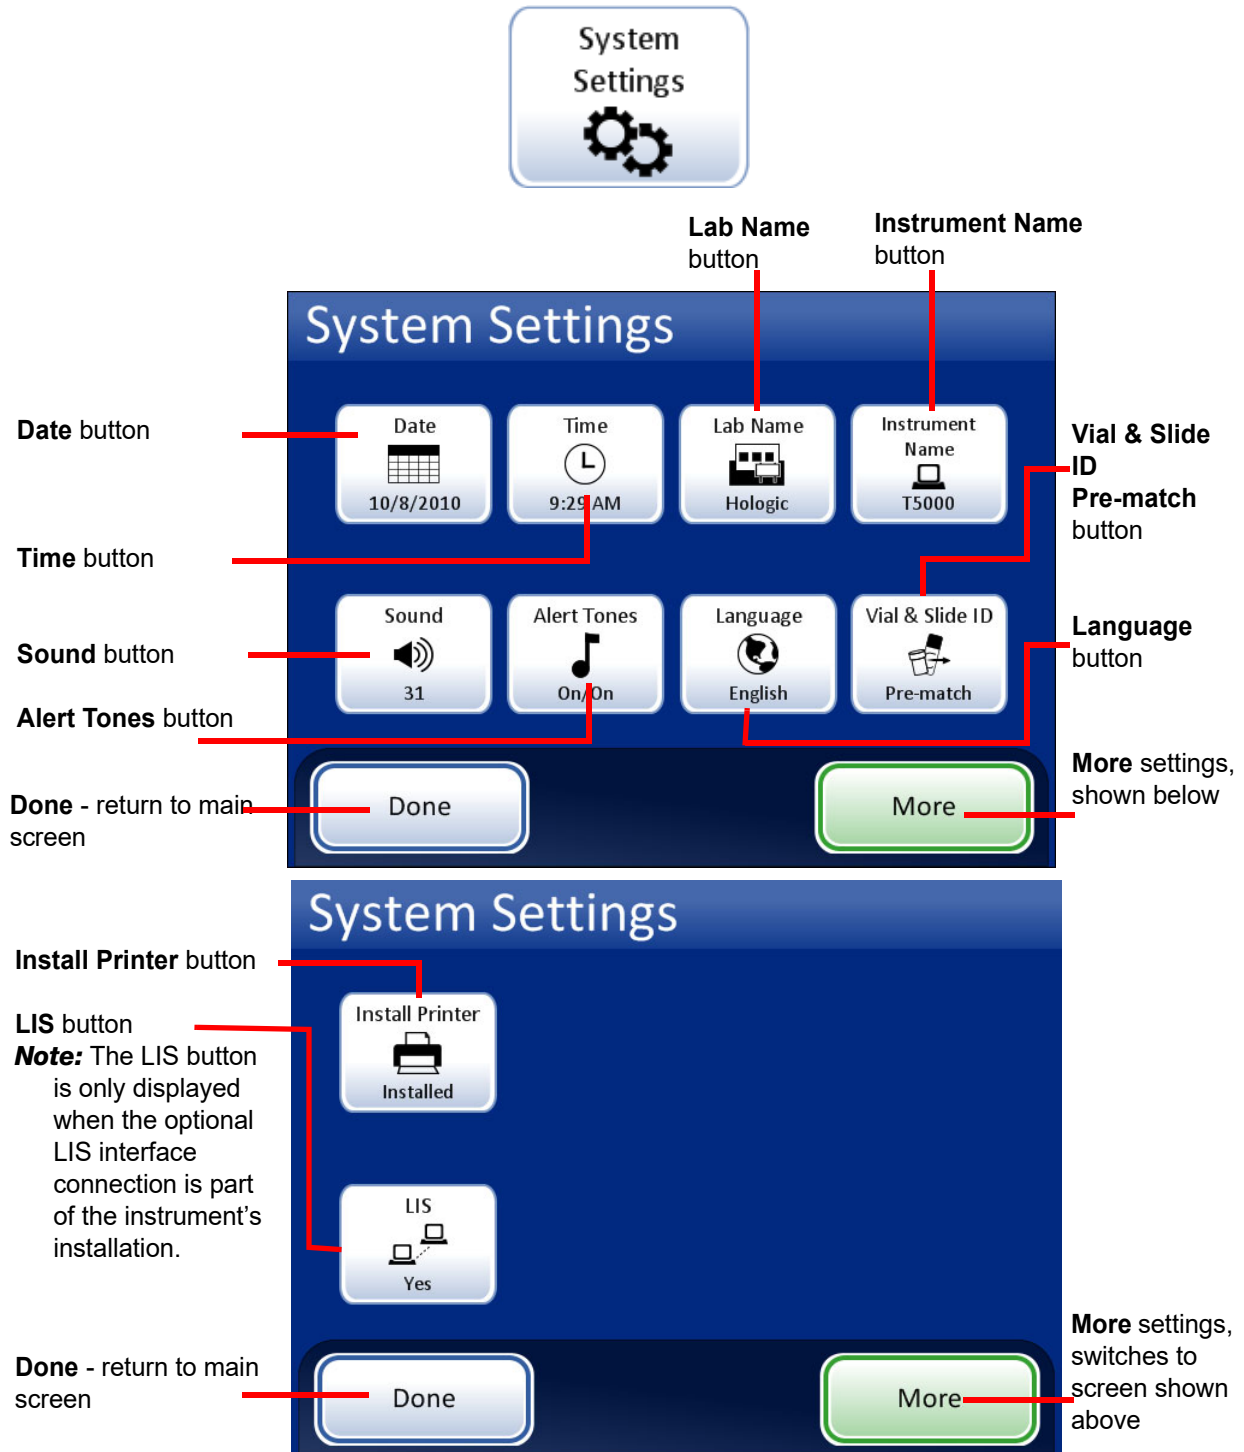 System
Settings
Lab Name
button
Instrument Name
button
System Settings
Date button
Date
10/8/2010
Time
9:29 AM
Lab Name
Hologic
Instrument
Name
T5000
Vial & Slide
ID
Pre-match
button
Time button
Sound button
Sound
31
Alert Tones
On/On
Language
English
Vial & Slide ID
Pre-match
Language
button
Alert Tones button
Done - return to main
screen
Done
More
More settings,
shown below
System Settings
Install Printer button
Install Printer
Installed
LIS button
Note: The LIS button
is only displayed
when the optional
LIS interface
connection is part
of the instrument’s
installation.
LIS
Yes
Done - return to main
screen
Done
More
More settings,
switches to
screen shown
above